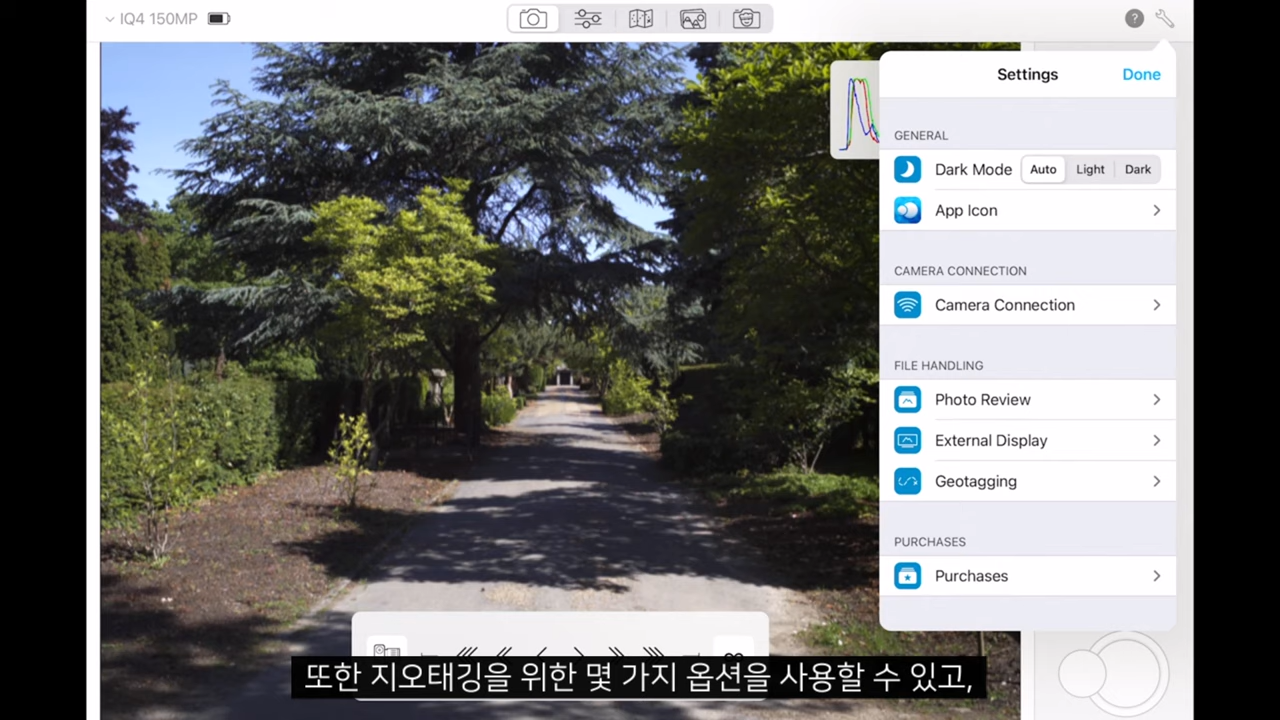 IQ4 150MP
Settings
Done
GENERAL
Dark Mode
Auto
Light
Dark
App Icon
CAMERA CONNECTION
Camera Connection
FILE HANDLING
Photo Review
External Display
Geotagging
PURCHASES
Purchases
또한 지오태깅을 위한 몇 가지 옵션을 사용할 수 있고,